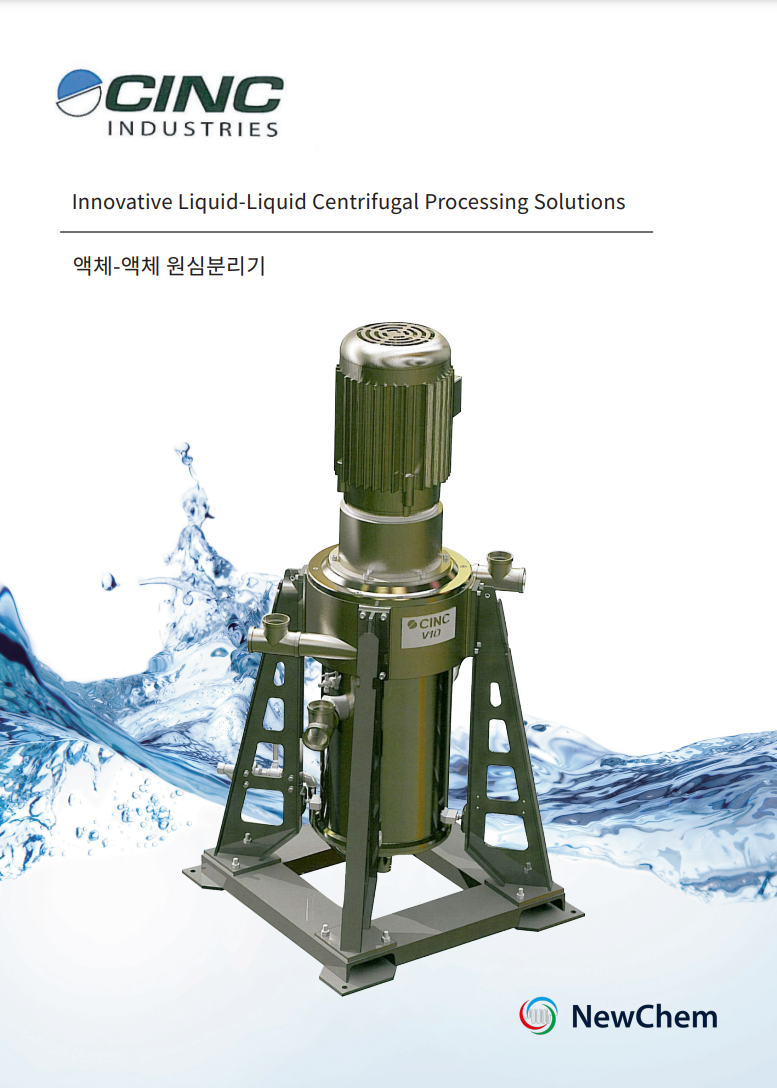 CINC
INDUSTRIES
Innovative Liquid-Liquid Centrifugal Processing Solutions
액체-액체 원심분리기
CINC
V10
NewChem